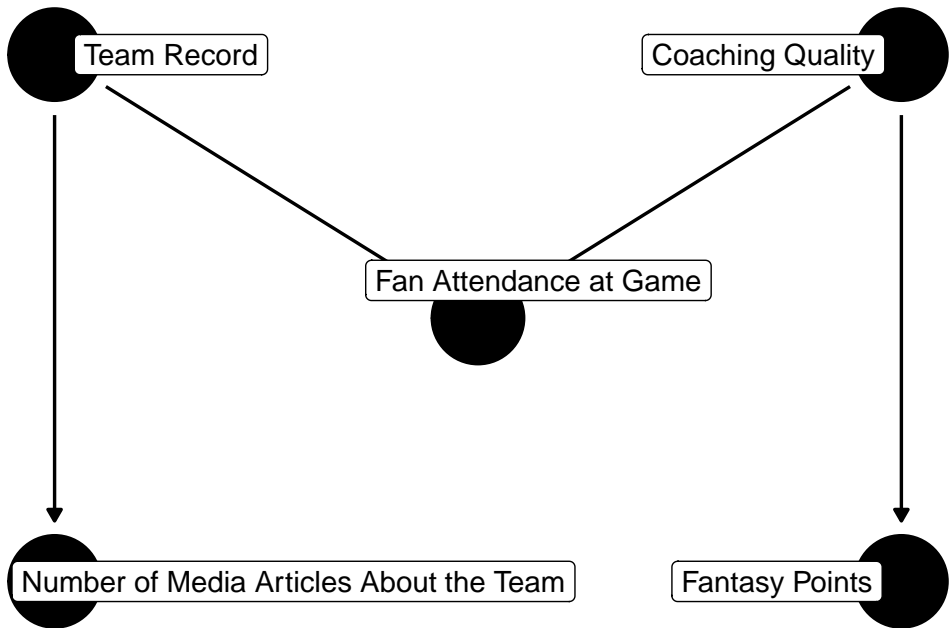 Team Record
Coaching Quality
Fan Attendance at Game
Number of Media Articles About the Team
Fantasy Points